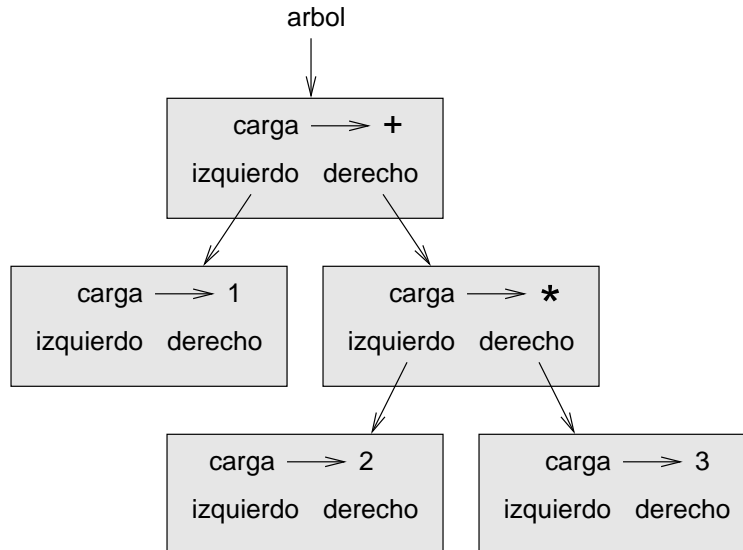 arbol
carga +
izquierdo derecho
carga 1
izquierdo derecho
carga *
izquierdo derecho
carga 2
izquierdo derecho
carga 3
izquierdo derecho